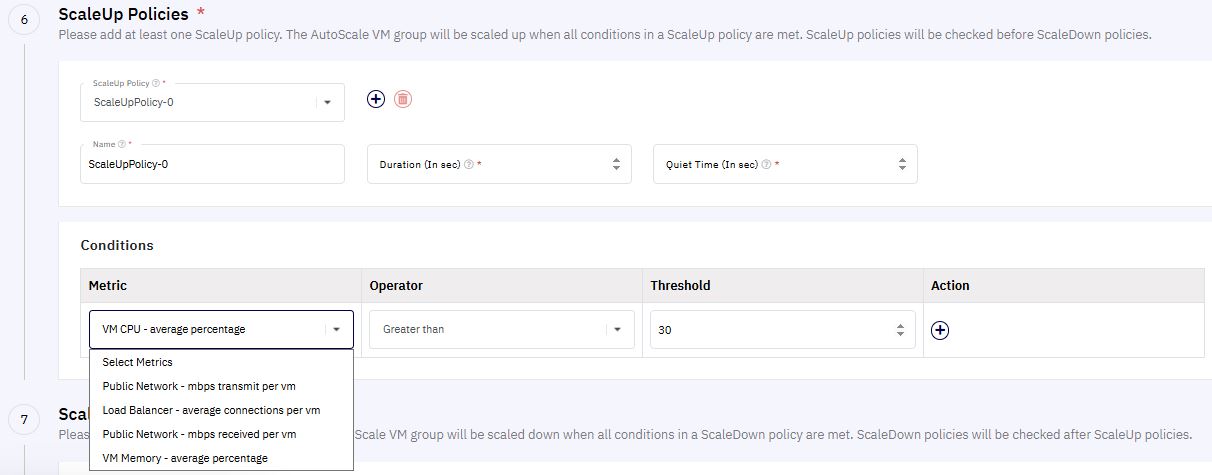 6
ScaleUp Policies *
Please add at least one ScaleUp policy. The AutoScale VM group will be scaled up when all conditions in a ScaleUp policy are met. ScaleUp policies will be checked before ScaleDown policies.
ScaleUp Policy ? *
ScaleUpPolicy-0
Name ? *
ScaleUpPolicy-0
Duration (In sec) ? *
Quiet Time (In sec) ? *
Conditions
Metric Operator Threshold Action
VM CPU - average percentage Greater than 30
Select Metrics
Public Network - mbps transmit per vm
Load Balancer - average connections per vm
Public Network - mbps received per vm
VM Memory - average percentage
7
Scal
Pleas Scale VM group will be scaled down when all conditions in a ScaleDown policy are met. ScaleDown policies will be checked after ScaleUp policies.